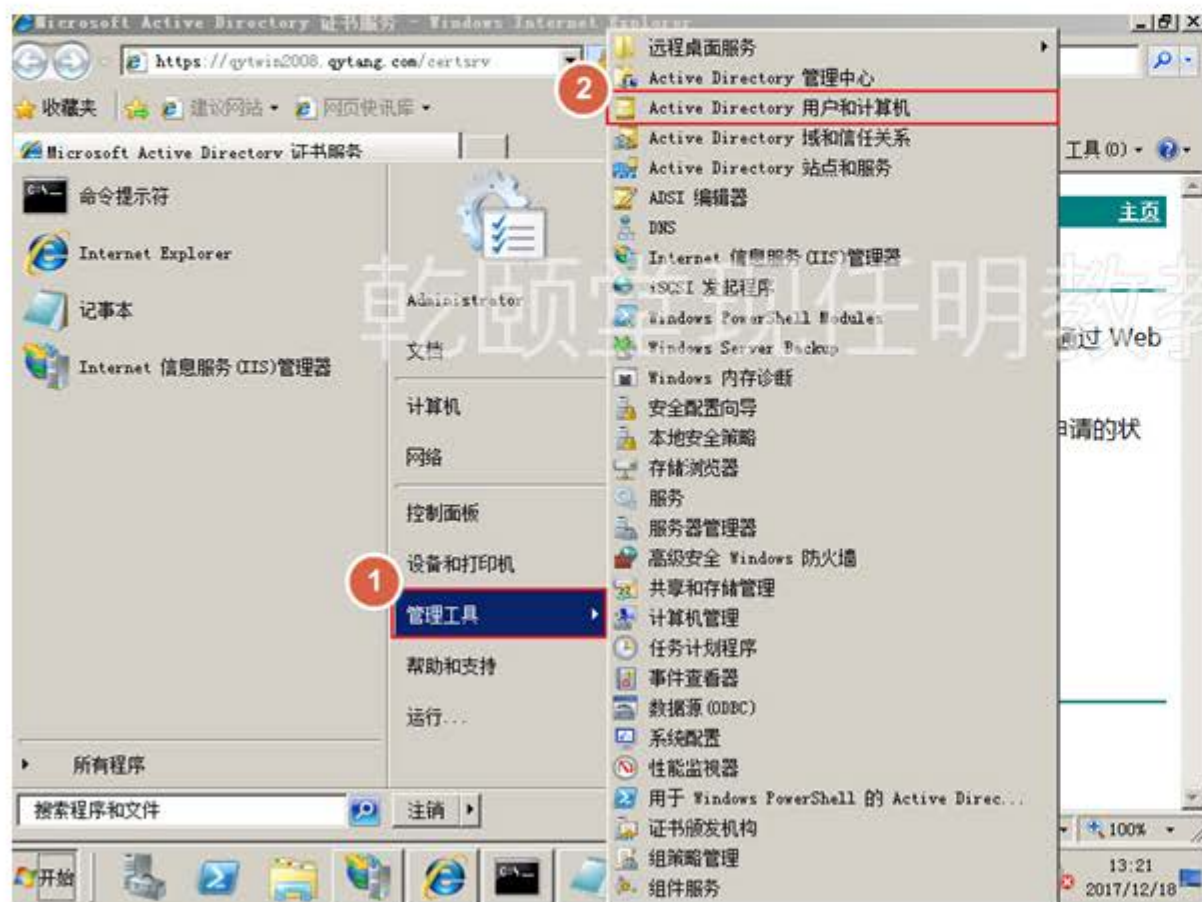 Microsoft Active Directory 证书服务 - Windows Internet Explorer
https://qytwin2008.qytang.com/certsrv
收藏夹 建议网站 网页快讯库
Microsoft Active Directory 证书服务
工具(O)
主页
通过 Web
申请的状
命令提示符
Internet Explorer
记事本
Internet 信息服务(IIS)管理器
所有程序
搜索程序和文件
Administrator
文档
计算机
网络
控制面板
设备和打印机
1
管理工具
帮助和支持
运行...
注销
远程桌面服务
Active Directory 管理中心
2
Active Directory 用户和计算机
Active Directory 域和信任关系
Active Directory 站点和服务
ADSI 编辑器
DNS
Internet 信息服务(IIS)管理器
iSCSI 发起程序
Windows PowerShell Modules
Windows Server Backup
Windows 内存诊断
安全配置向导
本地安全策略
存储浏览器
服务
服务器管理器
高级安全 Windows 防火墙
共享和存储管理
计算机管理
任务计划程序
事件查看器
数据源(ODBC)
系统配置
性能监视器
用于 Windows PowerShell 的 Active Direc...
证书颁发机构
组策略管理
组件服务
乾颐堂现任明教教
100%
开始
13:21
2017/12/18